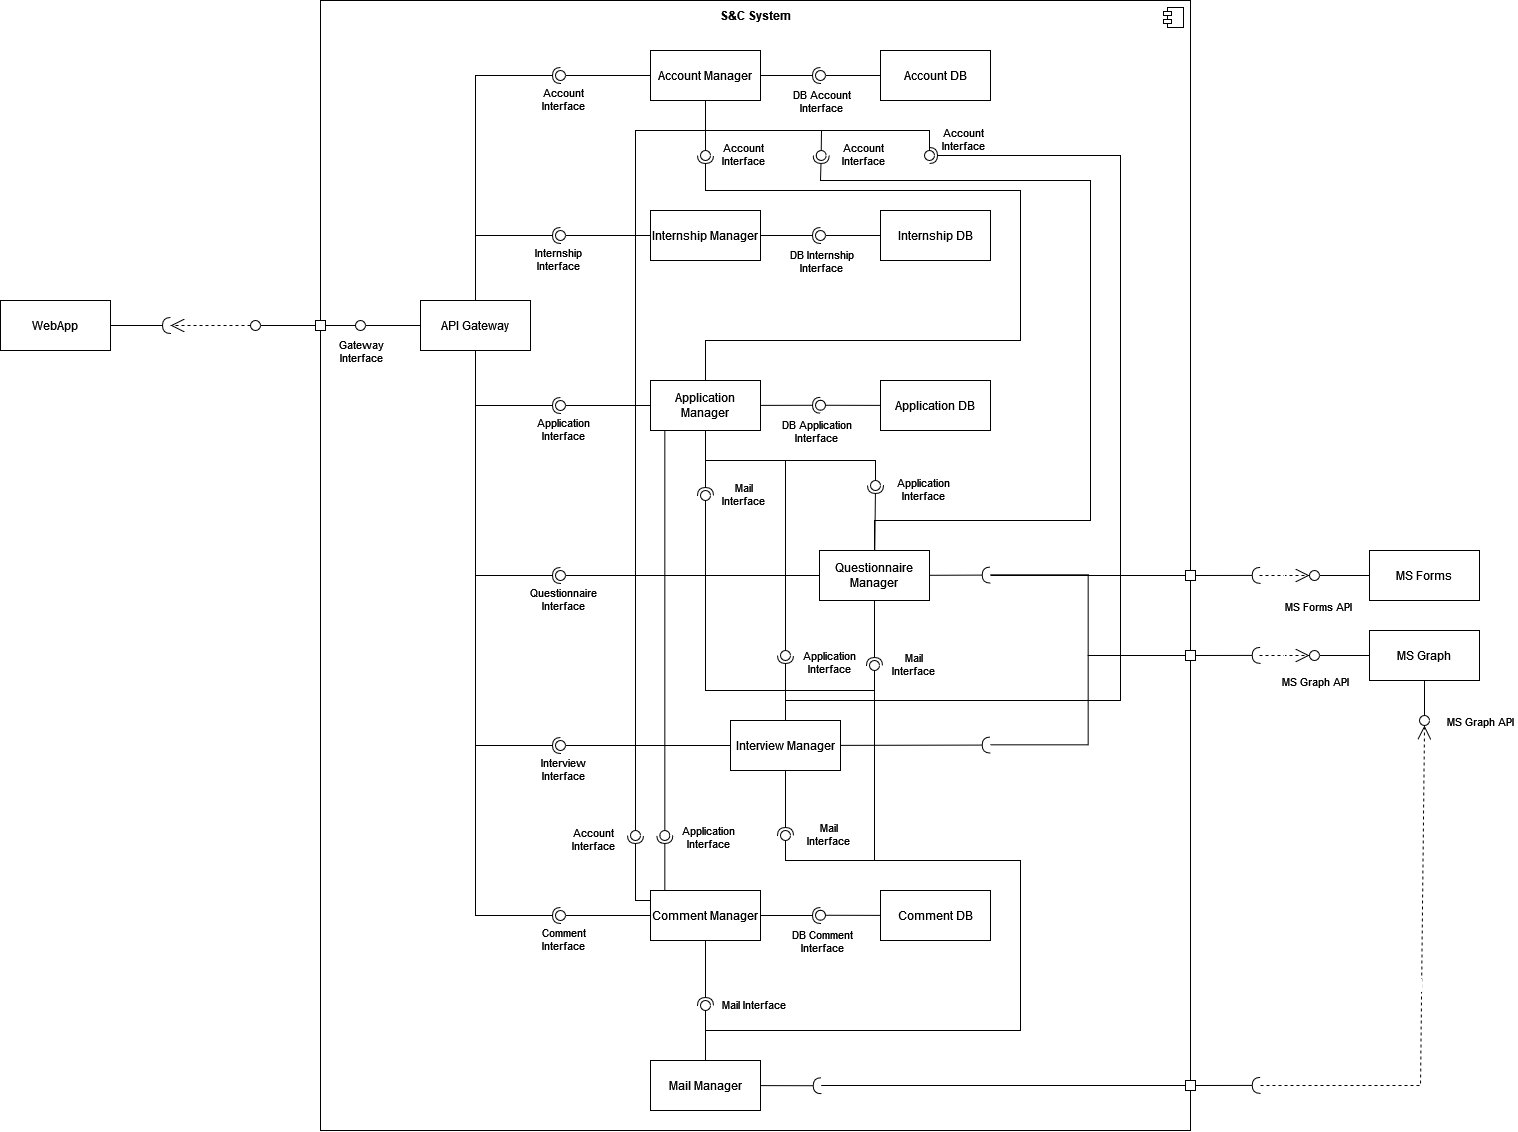 S&C System
Account Manager
Account DB
Account
Interface
DB Account
Interface
Account
Interface
Account
Interface
Account
Interface
Internship Manager
Internship DB
Internship
Interface
DB Internship
Interface
WebApp
API Gateway
Gateway
Interface
Application
Manager
Application DB
Application
Interface
DB Application
Interface
Mail
Interface
Application
Interface
Questionnaire
Manager
MS Forms
Questionnaire
Interface
MS Forms API
Application
Interface
Mail
Interface
MS Graph
MS Graph API
MS Graph API
Interview Manager
Interview
Interface
Account
Interface
Application
Interface
Mail
Interface
Comment Manager
Comment DB
Comment
Interface
DB Comment
Interface
Mail Interface
Mail Manager